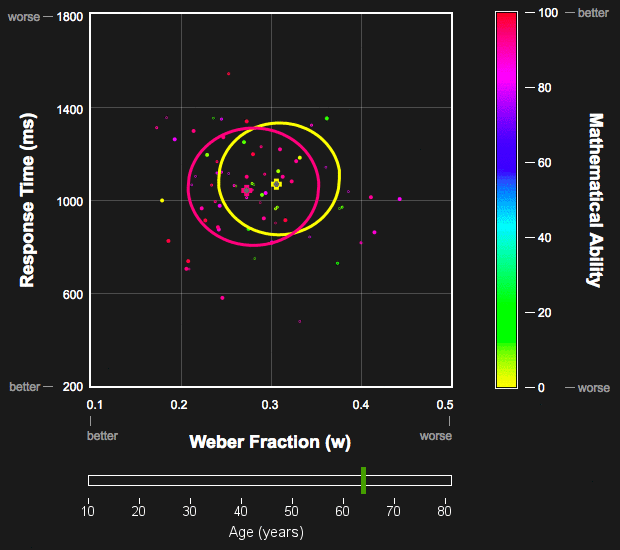 worse — 1800
1400
1000
600
better — 200
Response Time (ms)
0.1 0.2 0.3 0.4 0.5
better worse
Weber Fraction (w)
100 — better
80
60
40
20
0 — worse
Mathematical Ability
10 20 30 40 50 60 70 80
Age (years)